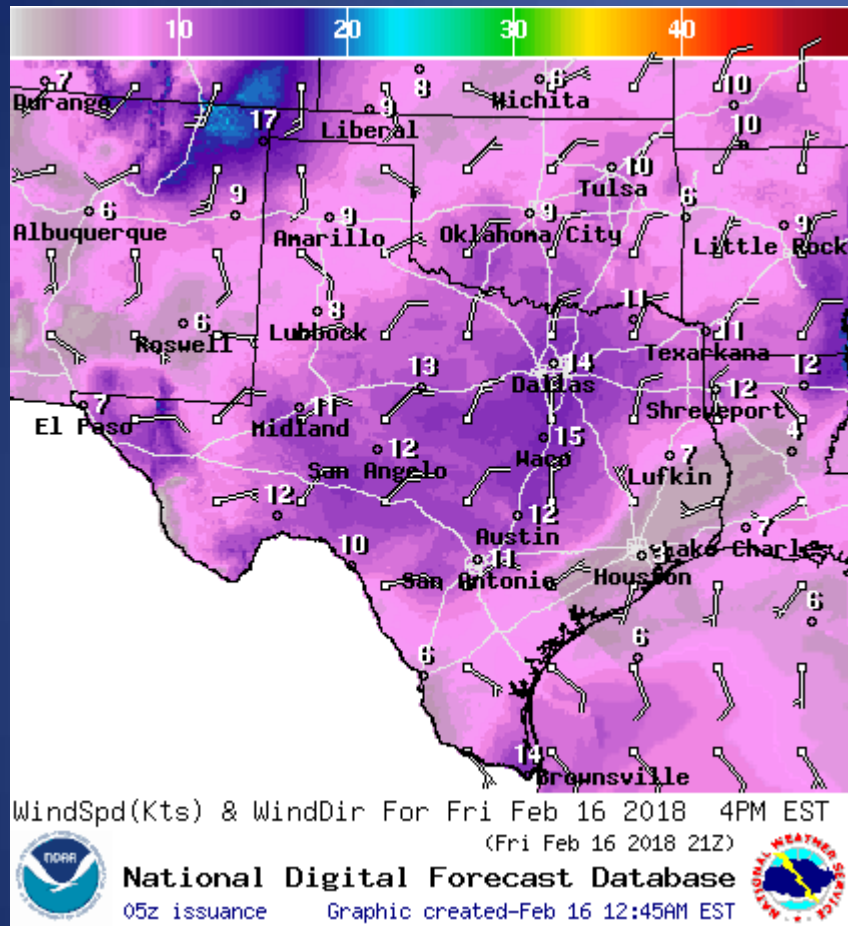 10 20 30 40
7 8 6 10
Durango Wichita
9
Liberal
17 10
10
Tulsa
6 9 9 9 6 9
Albuquerque Amarillo Oklahoma City Little Rock
6 8 11 11
Roswell Lubbock Texarkana
13 14 12
Dallas 12
7 11 Shreveport
El Paso Midland
12 15 7 4
San Angelo Waco Lufkin
12 12 7
Austin Lake Charles
10 11 3
San Antonio Houston
6
6 6
14
Brownsville
WindSpd(Kts) & WindDir For Fri Feb 16 2018 4PM EST
(Fri Feb 16 2018 21Z)
NOAA
National Digital Forecast Database
NATIONAL WEATHER SERVICE
05z issuance Graphic created-Feb 16 12:45AM EST